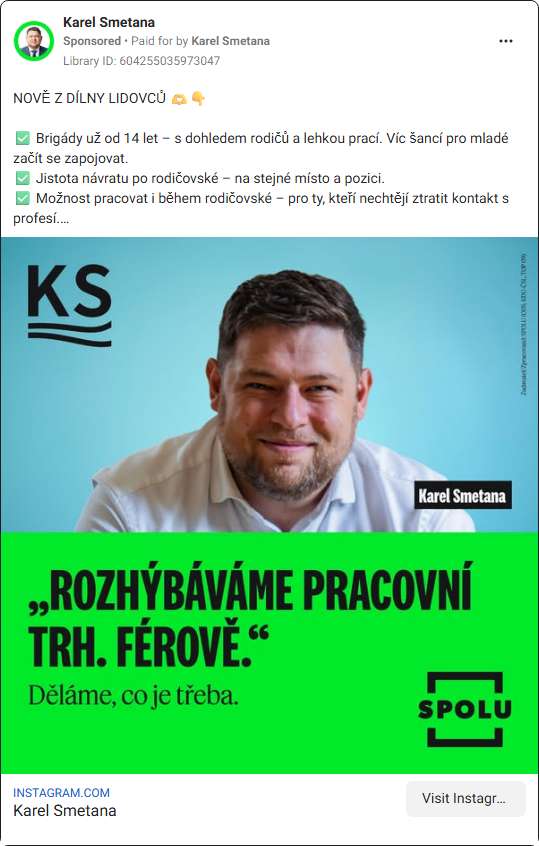 Karel Smetana
Sponsored • Paid for by Karel Smetana
Library ID: 604255035973047
NOVĚ Z DÍLNY LIDOVCŮ 🫶👇
✅ Brigády už od 14 let – s dohledem rodičů a lehkou prací. Víc šancí pro mladé
začít se zapojovat.
✅ Jistota návratu po rodičovské – na stejné místo a pozici.
✅ Možnost pracovat i během rodičovské – pro ty, kteří nechtějí ztratit kontakt s
profesí....
KS
Zadavatel/Zpracovatel: SPOLU (ODS, KDU-ČSL, TOP 09)
Karel Smetana
„ROZHÝBÁVÁME PRACOVNÍ
TRH. FÉROVĚ.“
Děláme, co je třeba.
SPOLU
INSTAGRAM.COM
Karel Smetana
Visit Instagr...